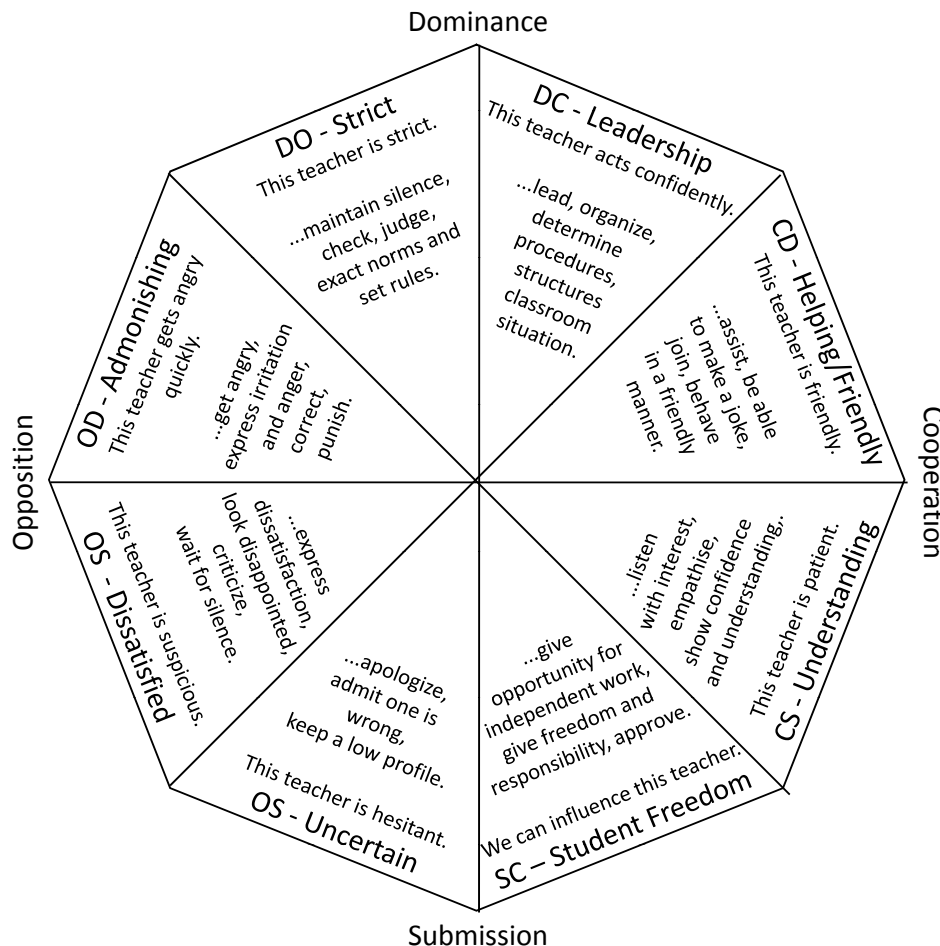 Dominance
DO - Strict
This teacher is strict.
...maintain silence,
check, judge,
exact norms and
set rules.
DC - Leadership
This teacher acts confidently.
...lead, organize,
determine
procedures,
structures
classroom
situation.
CD - Helping/Friendly
This teacher is friendly.
...assist, be able
to make a joke,
join, behave
in a friendly
manner.
Cooperation
CS - Understanding
This teacher is patient.
...listen
with interest,
empathise,
show confidence
and understanding,.
SC – Student Freedom
We can influence this teacher.
...give
opportunity for
independent work,
give freedom and
responsibility, approve.
Submission
OS - Uncertain
This teacher is hesitant.
...apologize,
admit one is
wrong,
keep a low profile.
OS - Dissatisfied
This teacher is suspicious.
...express
dissatisfaction,
look disappointed,
criticize,
wait for silence.
Opposition
OD - Admonishing
This teacher gets angry
quickly.
...get angry,
express irritation
and anger,
correct,
punish.